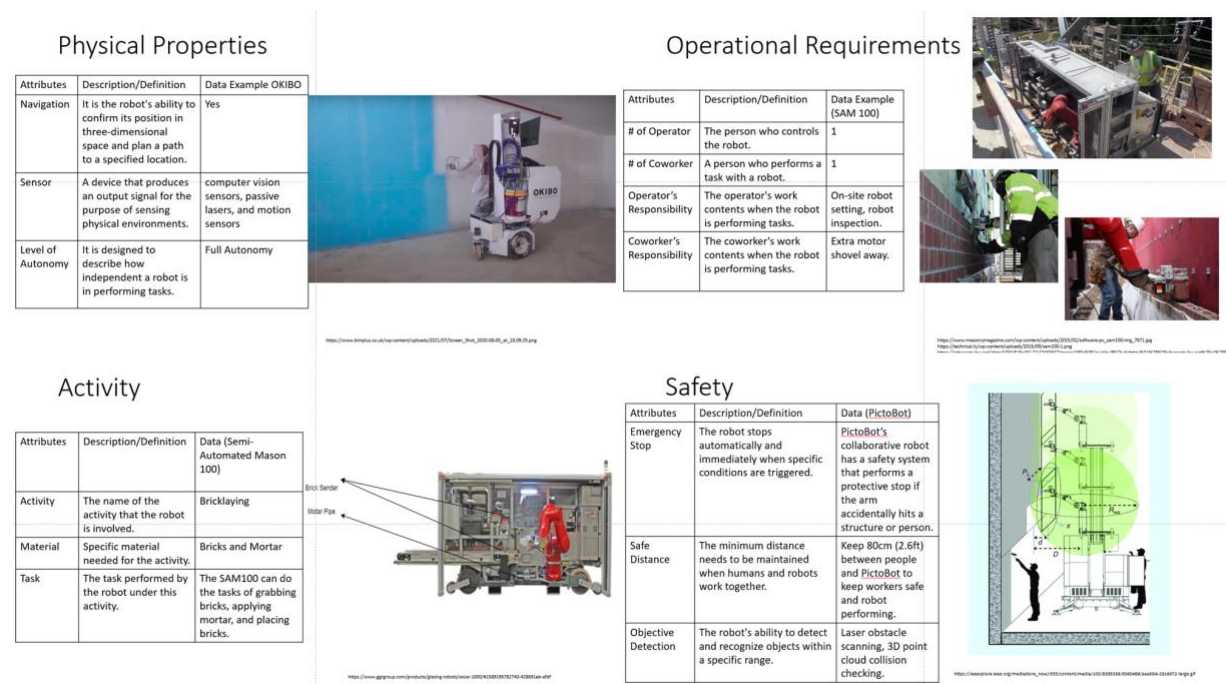 Physical Properties
Attributes
Description/Definition
Data Example OKIBO
Navigation
It is the robot's ability to
confirm its position in
three-dimensional
space and plan a path
to a specified location.
Yes
Sensor
A device that produces
an output signal for the
purpose of sensing
physical environments.
computer vision
sensors, passive
lasers, and motion
sensors
Level of
Autonomy
It is designed to
describe how
independent a robot is
in performing tasks.
Full Autonomy
OKIBO
Operational Requirements
Attributes
Description/Definition
Data Example
(SAM 100)
# of Operator
The person who controls
the robot.
1
# of Coworker
A person who performs a
task with a robot.
1
Operator's
Responsibility
The operator's work
contents when the robot
is performing tasks.
On-site robot
setting, robot
inspection.
Coworker's
Responsibility
The coworker's work
contents when the robot
is performing tasks.
Extra motor
shovel away.
Activity
Attributes
Description/Definition
Data (Semi-
Automated Mason
100)
Activity
The name of the
activity that the robot
is involved.
Bricklaying
Material
Specific material
needed for the activity.
Bricks and Mortar
Task
The task performed by
the robot under this
activity.
The SAM100 can do
the tasks of grabbing
bricks, applying
mortar, and placing
bricks.
Brick Sender
Motar Pipe
Safety
Attributes
Description/Definition
Data (PictoBot)
Emergency
Stop
The robot stops
automatically and
immediately when specific
conditions are triggered.
PictoBot's
collaborative robot
has a safety system
that performs a
protective stop if
the arm
accidentally hits a
structure or person.
Safe
Distance
The minimum distance
needs to be maintained
when humans and robots
work together.
Keep 80cm (2.6ft)
between people
and PictoBot to
keep workers safe
and robot
performing.
Objective
Detection
The robot's ability to detect
and recognize objects within
a specific range.
Laser obstacle
scanning, 3D point
cloud collision
checking.
d
D